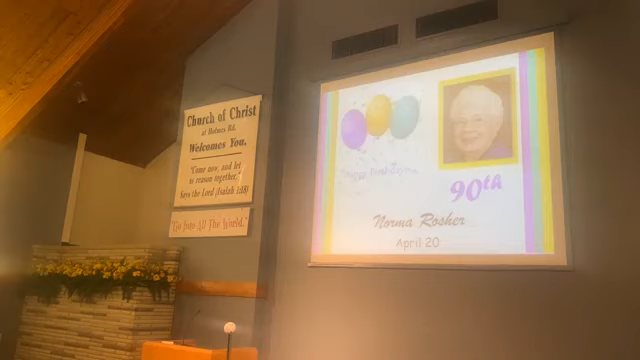 Church of Christ
at Holmes Rd.
Welcomes You.
"Come now, and let
us reason together,"
Says the Lord (Isaiah 1:18)
"Go Into All The World."
90th
Norma Rosher
April 20